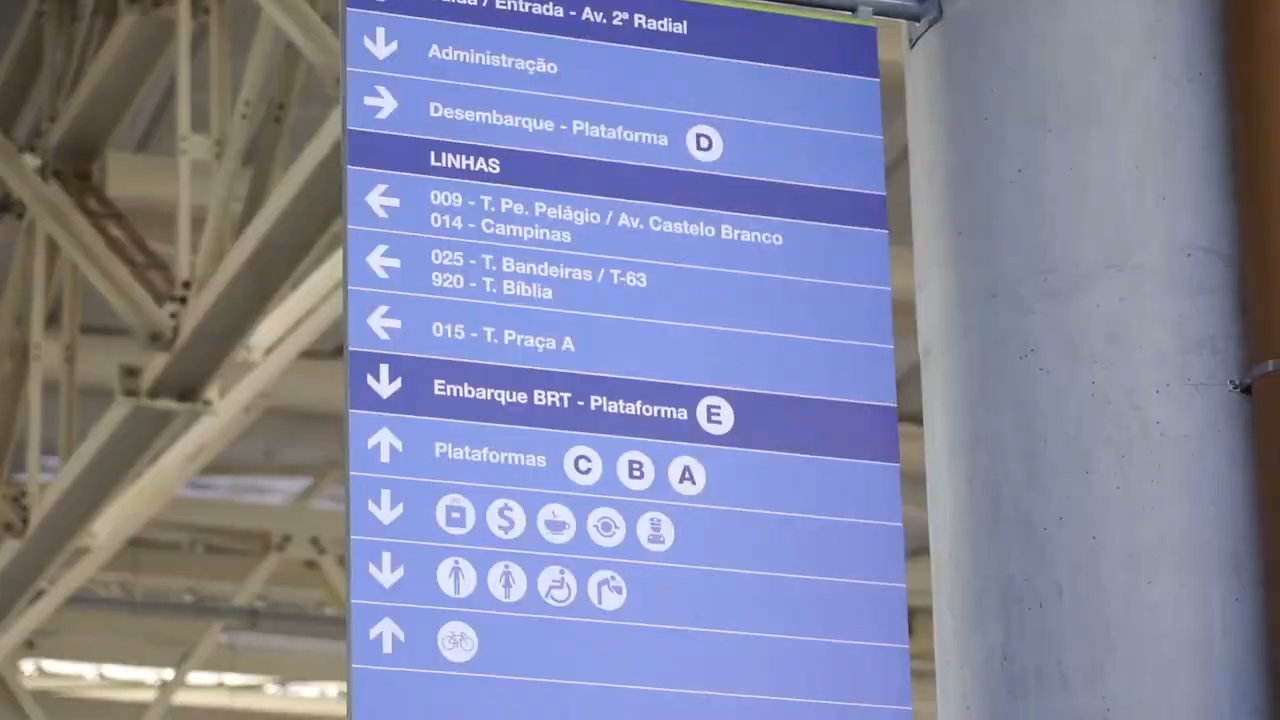 / Entrada - Av. 2ª Radial
Administração
Desembarque - Plataforma D
LINHAS
009 - T. Pe. Pelágio / Av. Castelo Branco
014 - Campinas
025 - T. Bandeiras / T-63
920 - T. Bíblia
015 - T. Praça A
Embarque BRT - Plataforma E
Plataformas C B A
$